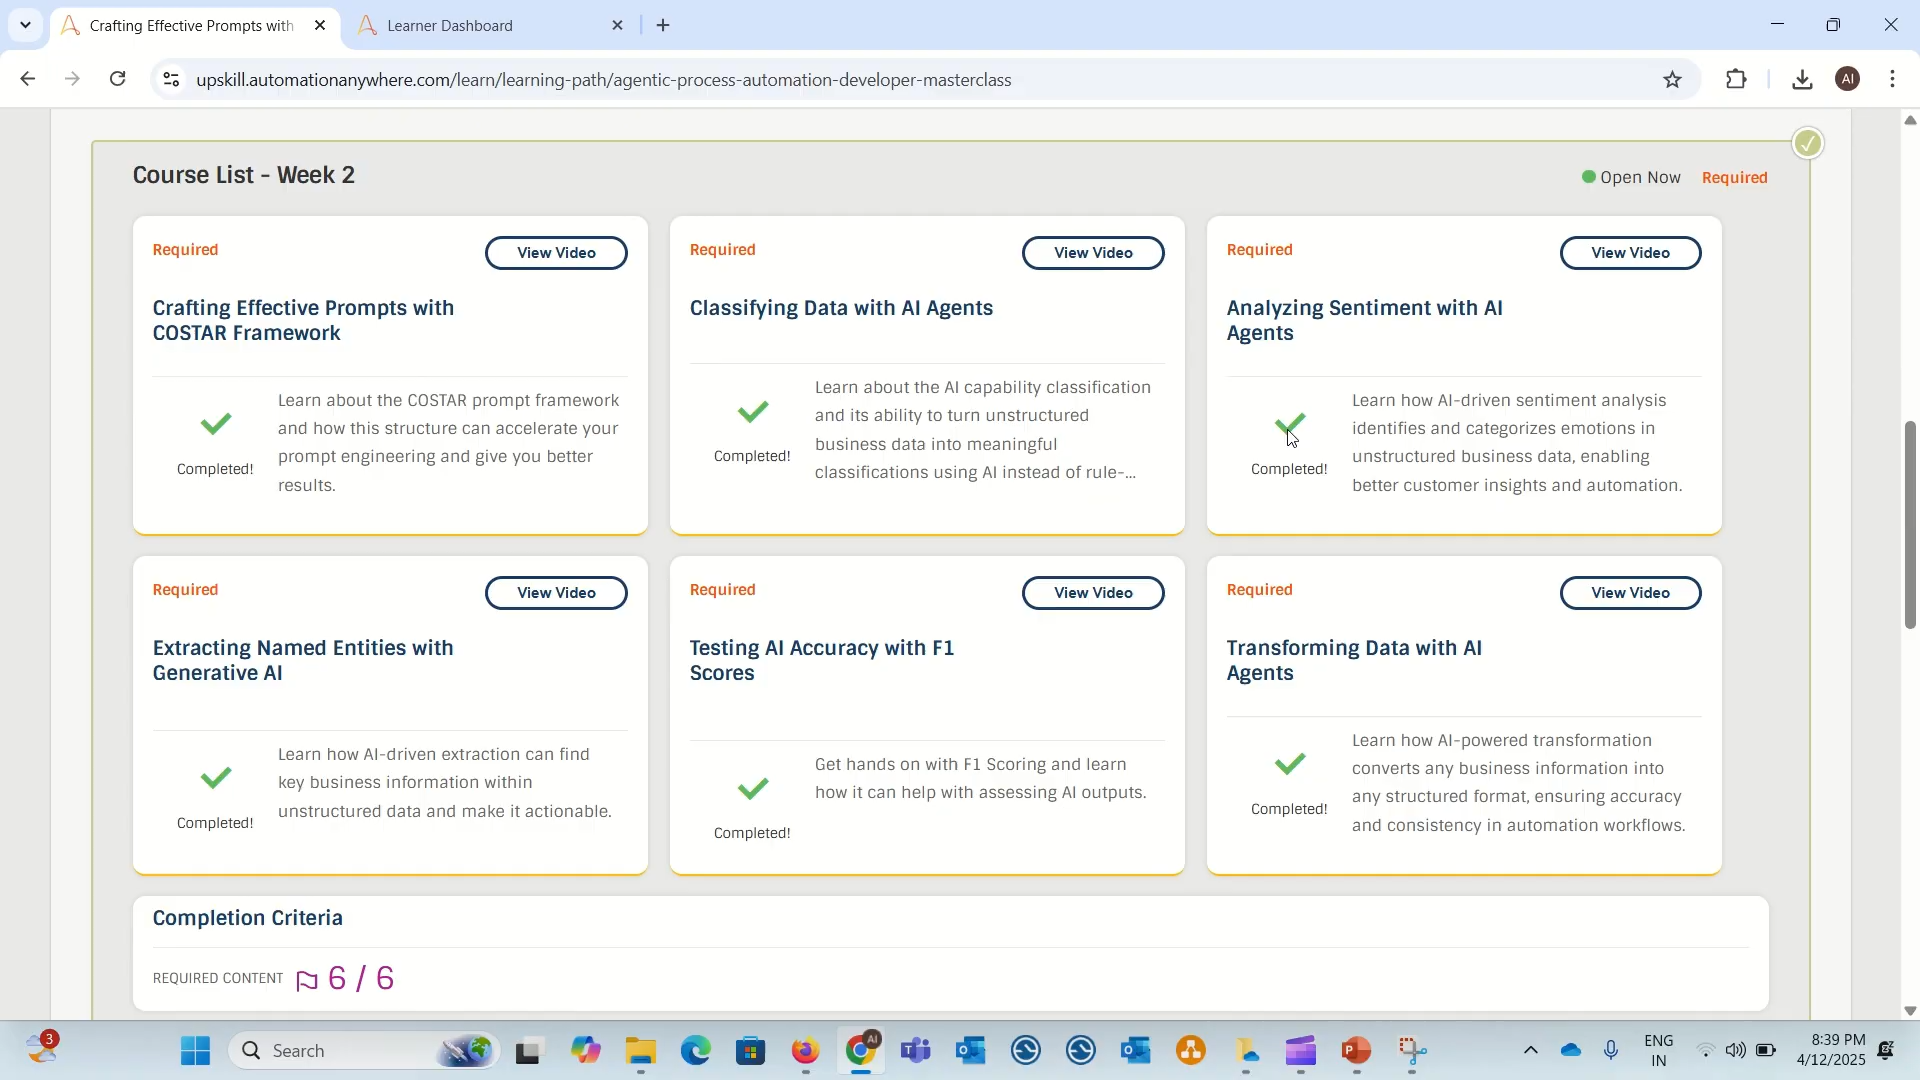 Crafting Effective Prompts with
Learner Dashboard
upskill.automationanywhere.com/learn/learning-path/agentic-process-automation-developer-masterclass
AI
Course List - Week 2
Open Now
Required
Required
View Video
Crafting Effective Prompts with
COSTAR Framework
Completed!
Learn about the COSTAR prompt framework
and how this structure can accelerate your
prompt engineering and give you better
results.
Required
View Video
Classifying Data with AI Agents
Completed!
Learn about the AI capability classification
and its ability to turn unstructured
business data into meaningful
classifications using AI instead of rule-...
Required
View Video
Analyzing Sentiment with AI
Agents
Completed!
Learn how AI-driven sentiment analysis
identifies and categorizes emotions in
unstructured business data, enabling
better customer insights and automation.
Required
View Video
Extracting Named Entities with
Generative AI
Completed!
Learn how AI-driven extraction can find
key business information within
unstructured data and make it actionable.
Required
View Video
Testing AI Accuracy with F1
Scores
Completed!
Get hands on with F1 Scoring and learn
how it can help with assessing AI outputs.
Required
View Video
Transforming Data with AI
Agents
Completed!
Learn how AI-powered transformation
converts any business information into
any structured format, ensuring accuracy
and consistency in automation workflows.
Completion Criteria
REQUIRED CONTENT 6 / 6
3
Search
AI
ENG
IN
8:39 PM
4/12/2025